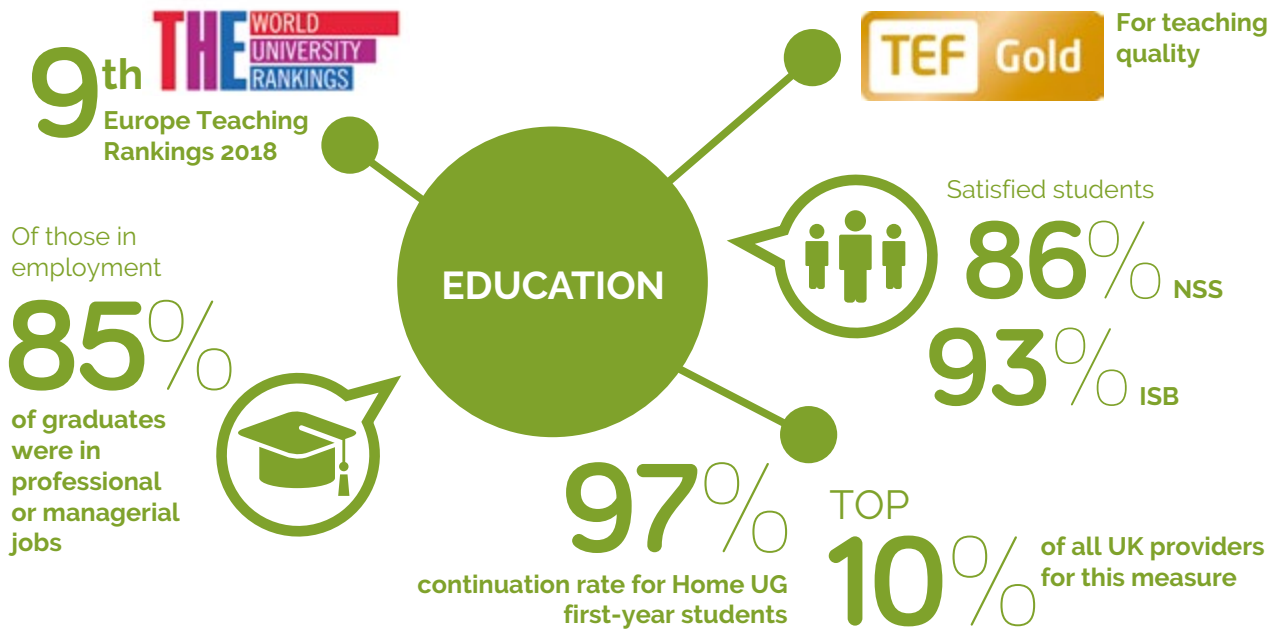 9th
THE
WORLD
UNIVERSITY
RANKINGS
Europe Teaching
Rankings 2018
TEF Gold
For teaching
quality
EDUCATION
Satisfied students
86% NSS
93% ISB
Of those in
employment
85%
of graduates
were in
professional
or managerial
jobs
97%
continuation rate for Home UG
first-year students
TOP
10%
of all UK providers
for this measure